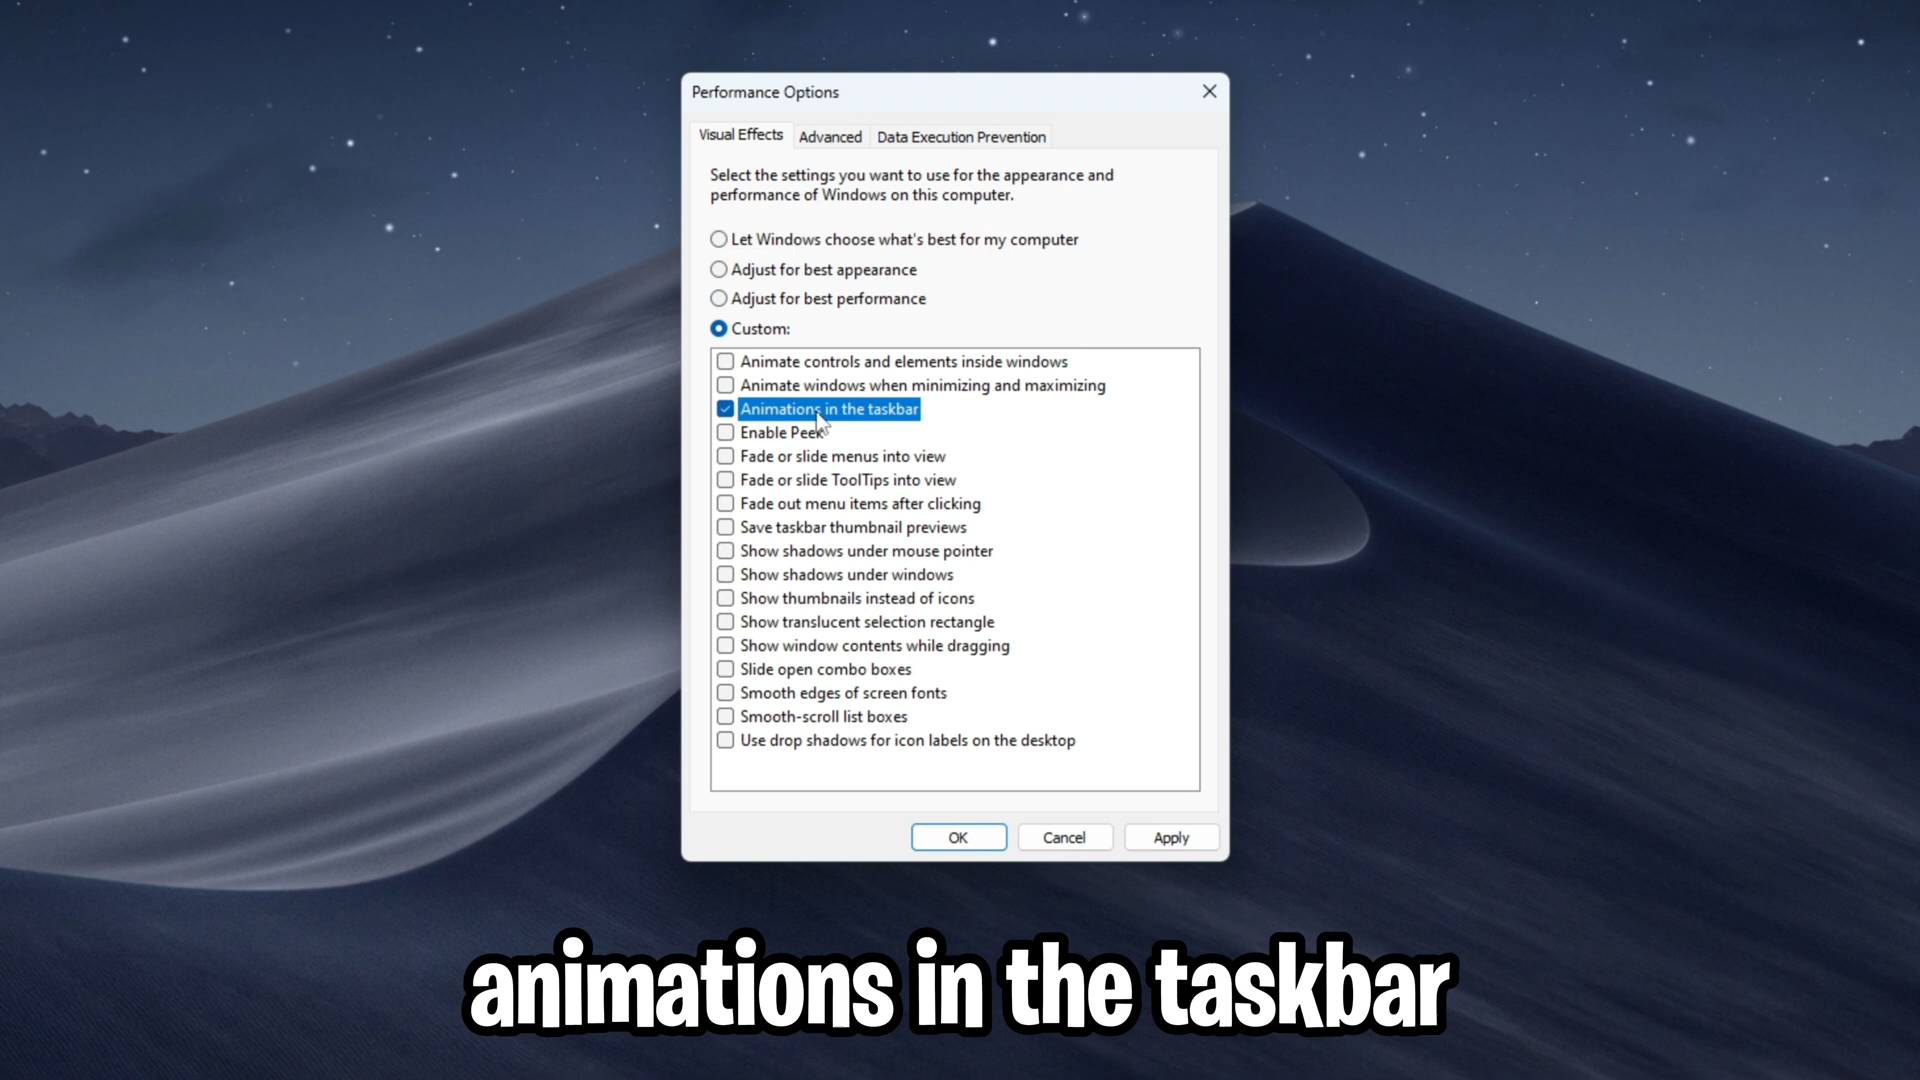 Performance Options
Visual Effects
Advanced
Data Execution Prevention
Select the settings you want to use for the appearance and
performance of Windows on this computer.
Let Windows choose what's best for my computer
Adjust for best appearance
Adjust for best performance
Custom:
Animate controls and elements inside windows
Animate windows when minimizing and maximizing
Animations in the taskbar
Enable Peek
Fade or slide menus into view
Fade or slide ToolTips into view
Fade out menu items after clicking
Save taskbar thumbnail previews
Show shadows under mouse pointer
Show shadows under windows
Show thumbnails instead of icons
Show translucent selection rectangle
Show window contents while dragging
Slide open combo boxes
Smooth edges of screen fonts
Smooth-scroll list boxes
Use drop shadows for icon labels on the desktop
OK
Cancel
Apply
animations in the taskbar